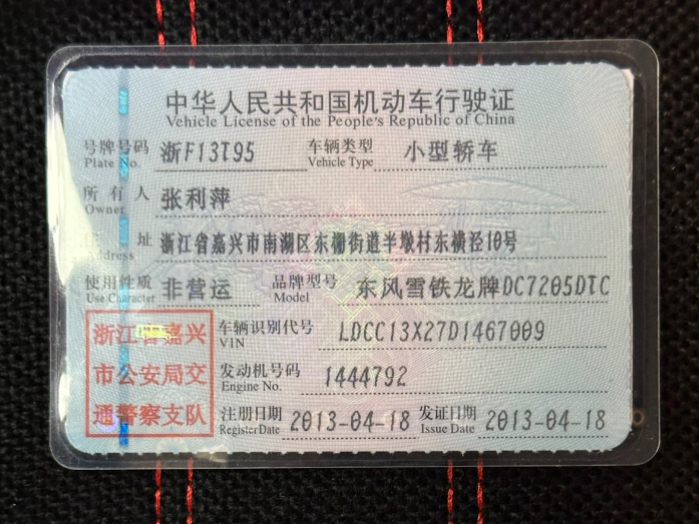 中华人民共和国机动车行驶证
Vehicle License of the People's Republic of China
号牌号码 浙F13T95 车辆类型 小型轿车
Plate No. Vehicle Type
所有人 张利萍
Owner
住址 浙江省嘉兴市南湖区东栅街道半墩村东横泾10号
Address
使用性质 非营运 品牌型号 东风雪铁龙牌DC7205DTC
Use Character Model
浙江省嘉兴
市公安局交
通警察支队
车辆识别代号 LDCC13X27D1467009
VIN
发动机号码 1444792
Engine No.
注册日期 2013-04-18 发证日期 2013-04-18
Register Date Issue Date